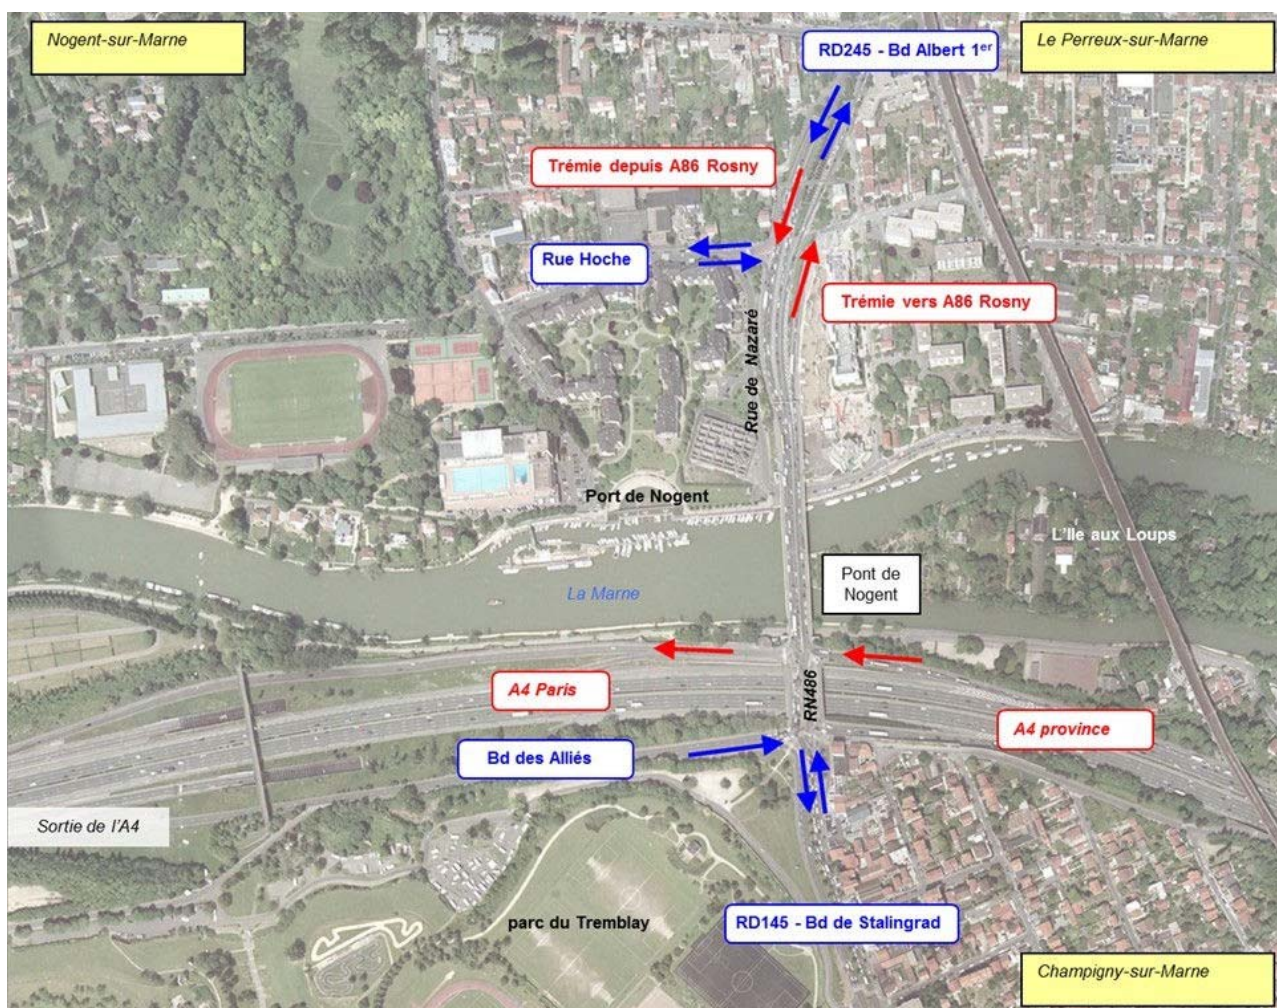 Nogent-sur-Marne
RD245 - Bd Albert 1er
Le Perreux-sur-Marne
Trémie depuis A86 Rosny
Rue Hoche
Trémie vers A86 Rosny
Rue de Nazaré
Port de Nogent
L'Ile aux Loups
La Marne
Pont de
Nogent
A4 Paris
RN486
A4 province
Bd des Alliés
Sortie de l'A4
parc du Tremblay
RD145 - Bd de Stalingrad
Champigny-sur-Marne